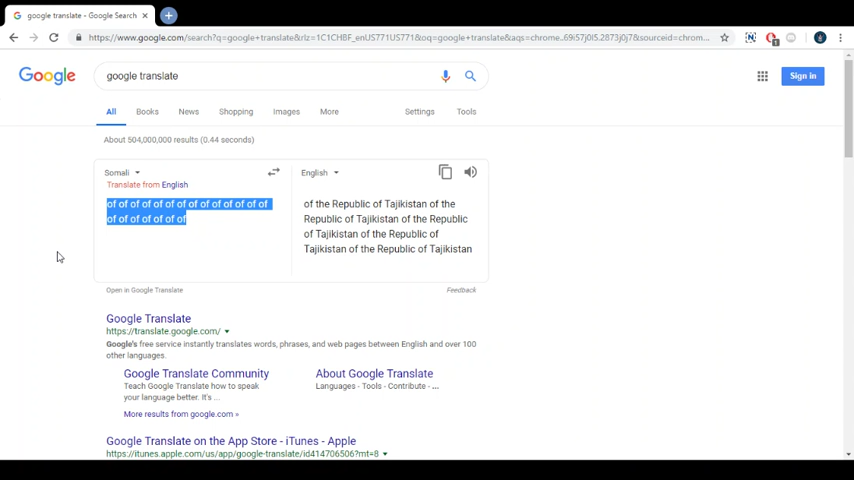 google translate - Google Search
https://www.google.com/search?q=google+translate&rlz=1C1CHBF_enUS771US771&oq=google+translate&aqs=chrome..69i57j0l5.2873j0j7&sourceid=chrom...
Google
google translate
Sign in
All Books News Shopping Images More Settings Tools
About 504,000,000 results (0.44 seconds)
Somali
English
Translate from English
of of of of of of of of of of of of of of
of of of of of of of
of the Republic of Tajikistan of the
Republic of Tajikistan of the Republic
of Tajikistan of the Republic of
Tajikistan of the Republic of Tajikistan
Open in Google Translate
Feedback
Google Translate
https://translate.google.com/
Google's free service instantly translates words, phrases, and web pages between English and over 100
other languages.
Google Translate Community
Teach Google Translate how to speak
your language better. It's ...
About Google Translate
Languages - Tools - Contribute - ...
More results from google.com »
Google Translate on the App Store - iTunes - Apple
https://itunes.apple.com/us/app/google-translate/id414706506?mt=8